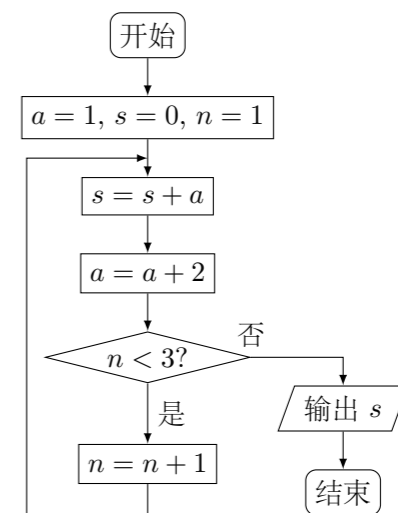 开始
a = 1, s = 0, n = 1
s = s + a
a = a + 2
n < 3?
否
是
输出 s
n = n + 1
结束